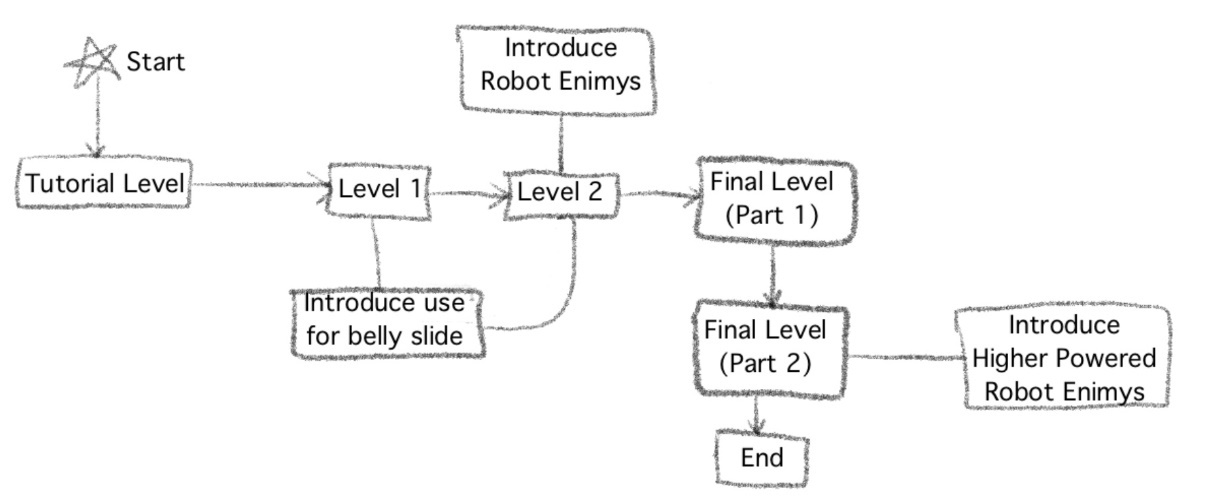 Start
Introduce
Robot Enimys
Tutorial Level
Level 1
Level 2
Final Level
(Part 1)
Introduce use
for belly slide
Final Level
(Part 2)
Introduce
Higher Powered
Robot Enimys
End